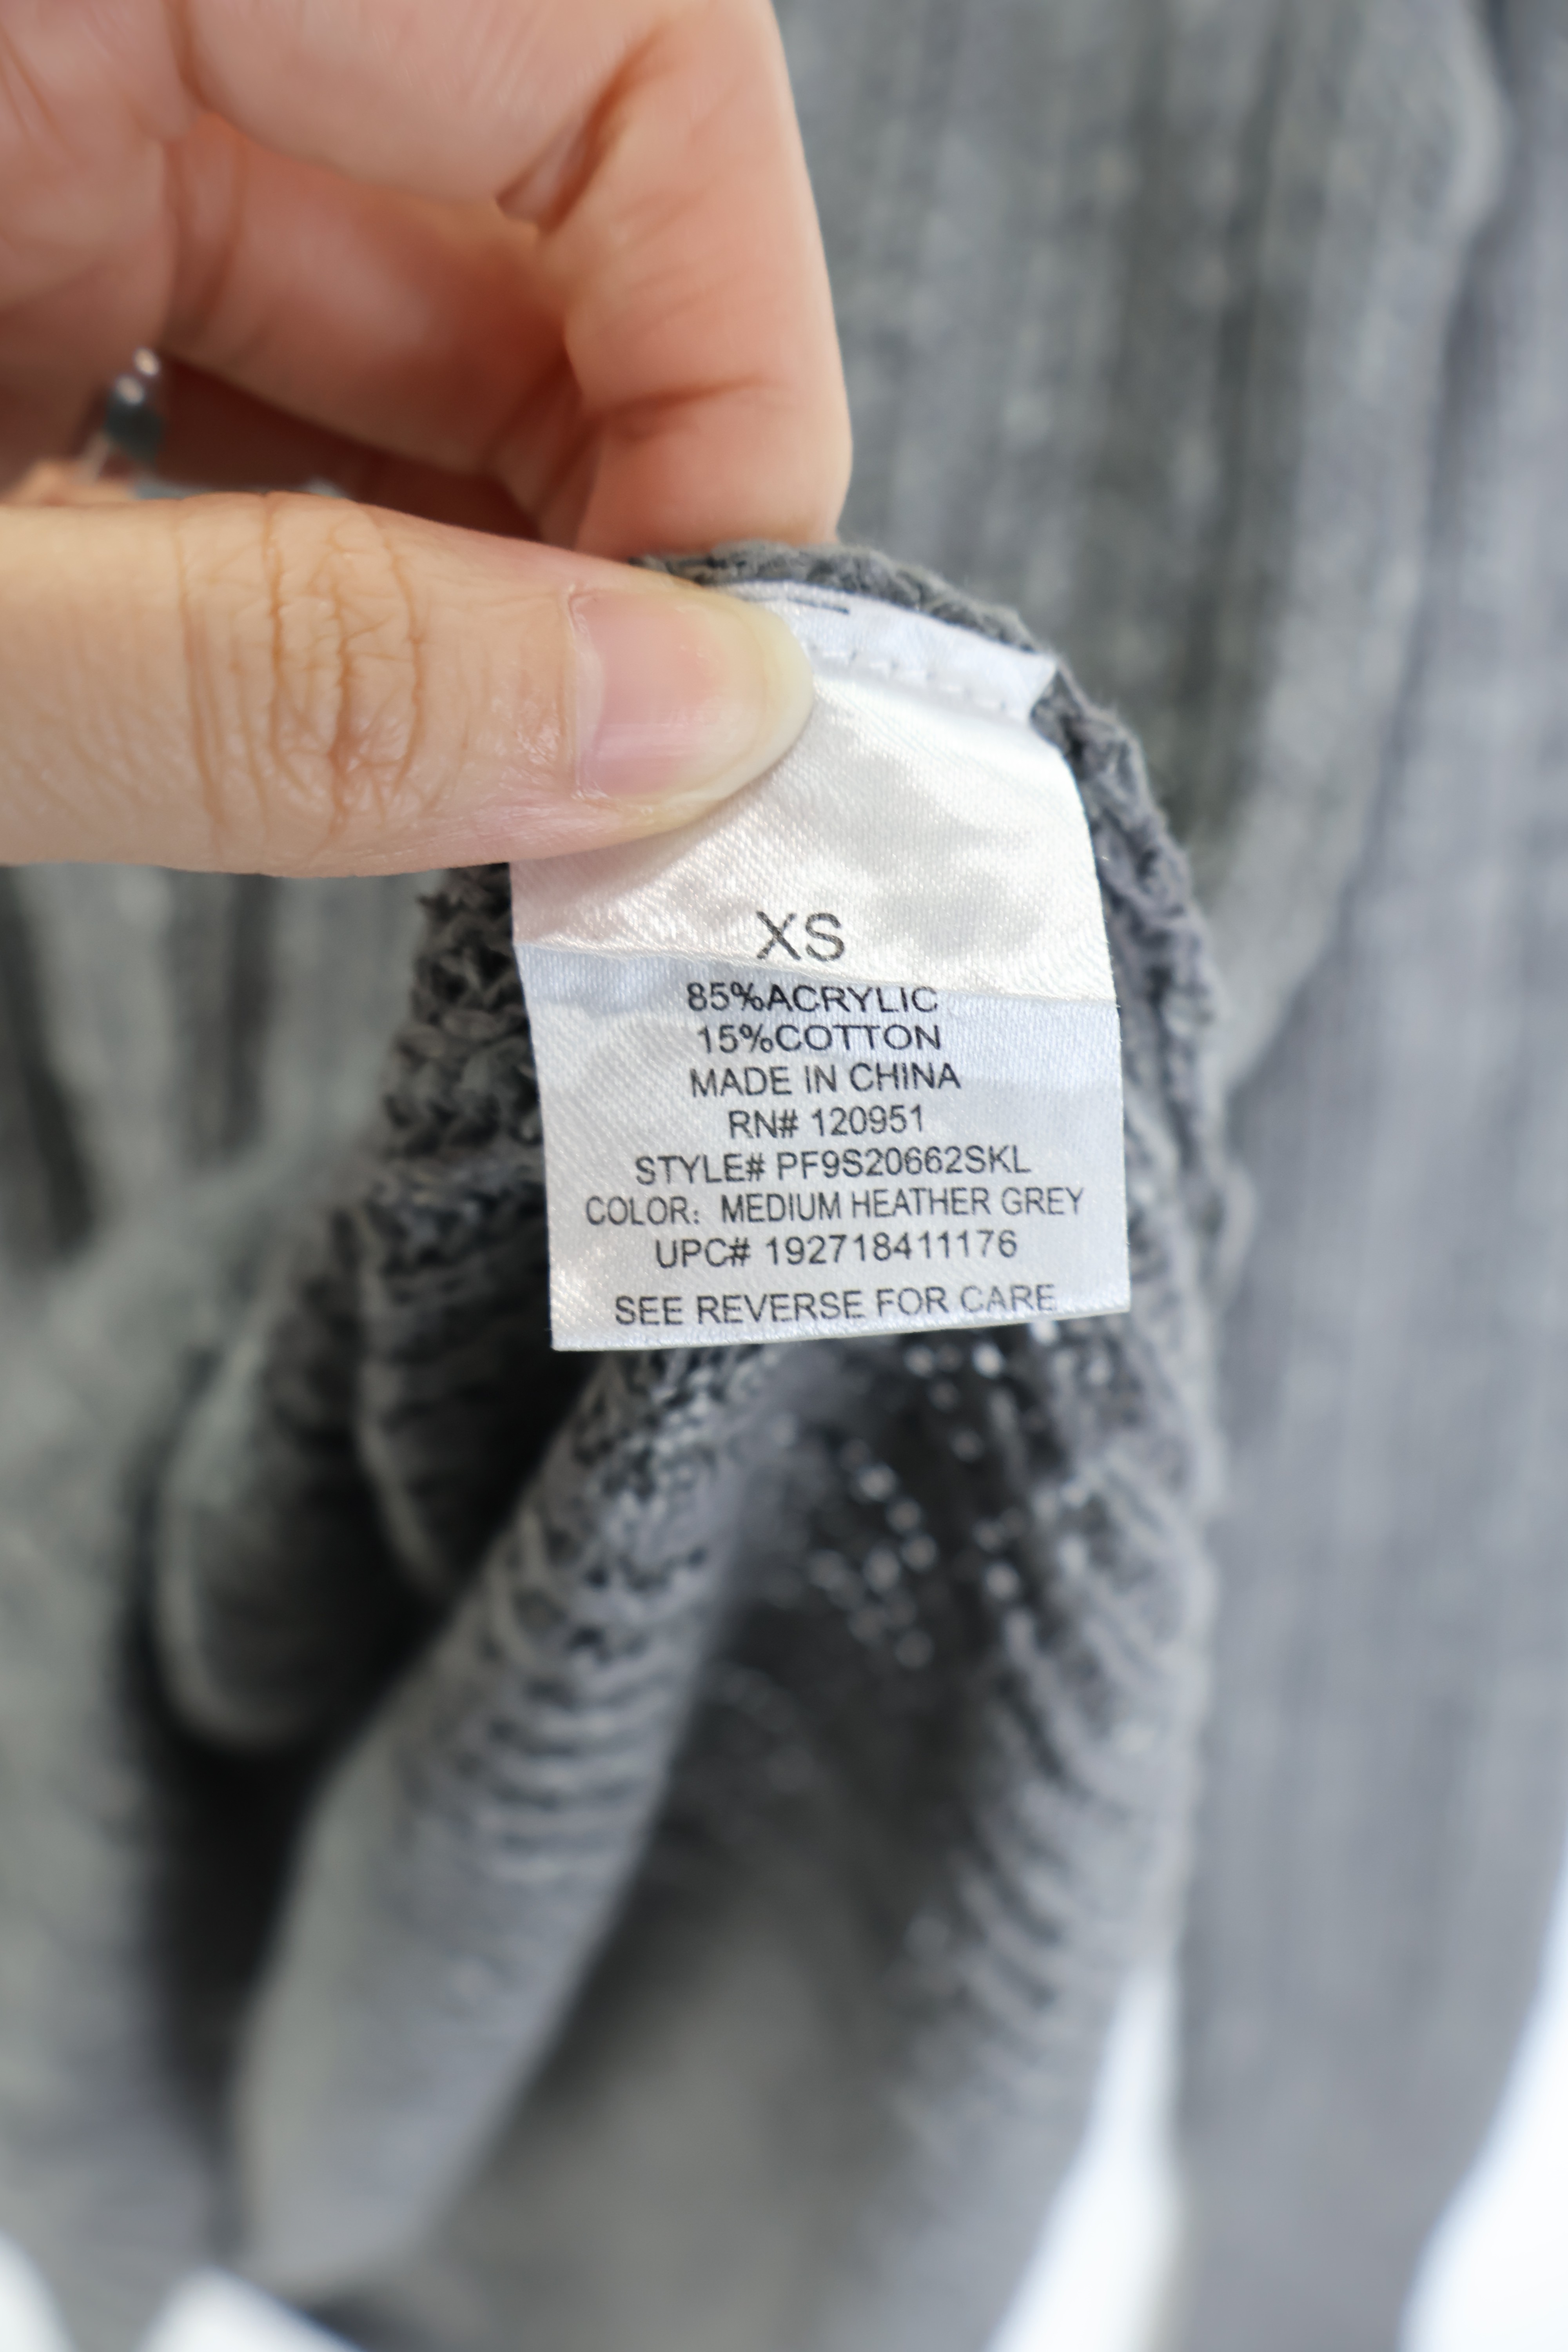 XS
85%ACRYLIC
15%COTTON
MADE IN CHINA
RN# 120951
STYLE# PF9S20662SKL
COLOR: MEDIUM HEATHER GREY
UPC# 192718411176
SEE REVERSE FOR CARE